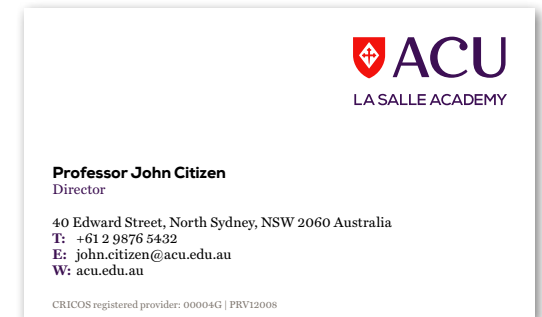 ACU
LA SALLE ACADEMY
Professor John Citizen
Director
40 Edward Street, North Sydney, NSW 2060 Australia
T: +61 2 9876 5432
E: john.citizen@acu.edu.au
W: acu.edu.au
CRICOS registered provider: 00004G | PRV12008